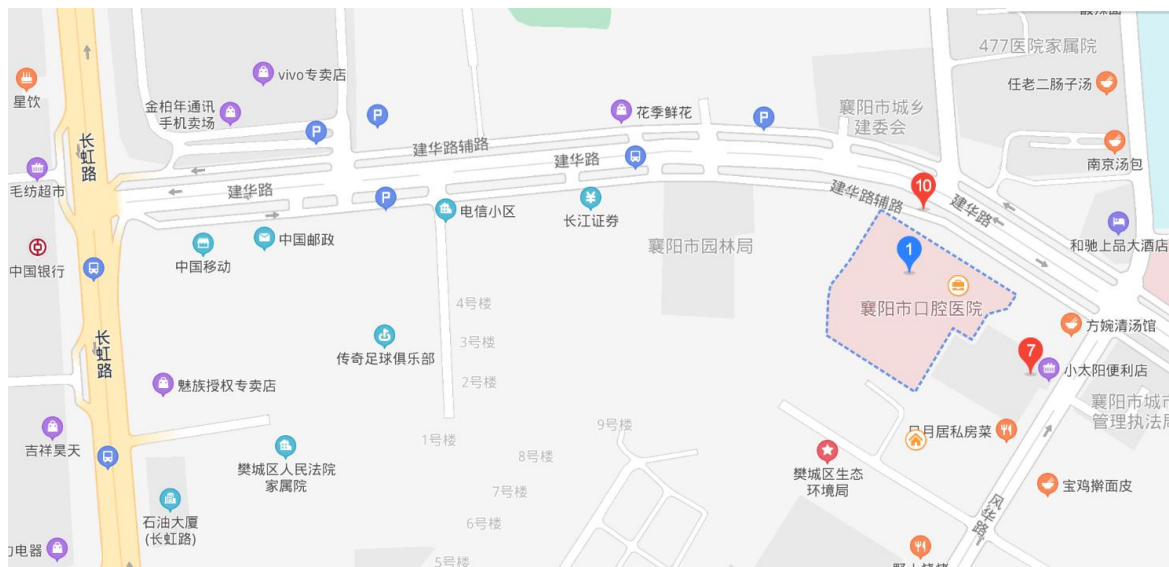 477医院家属院
vivo专卖店
任老二肠子汤
星饮
金柏年通讯
手机卖场
P
P
花季鲜花
P
襄阳市城乡
建委会
长虹路
建华路辅路
建华路
南京汤包
毛纺超市
建华路
P
建华路辅路
10
建华路
电信小区
长江证券
中国邮政
襄阳市园林局
和驰上品大酒店
中国银行
中国移动
1
4号楼
襄阳市口腔医院
方婉清汤馆
长虹路
传奇足球俱乐部
3号楼
7
小太阳便利店
魅族授权专卖店
2号楼
襄阳市城市
管理执法局
吉祥昊天
1号楼
9号楼
日月居私房菜
樊城区人民法院
家属院
8号楼
樊城区生态
环境局
7号楼
宝鸡擀面皮
石油大厦
(长虹路)
6号楼
风华路
电器
5号楼